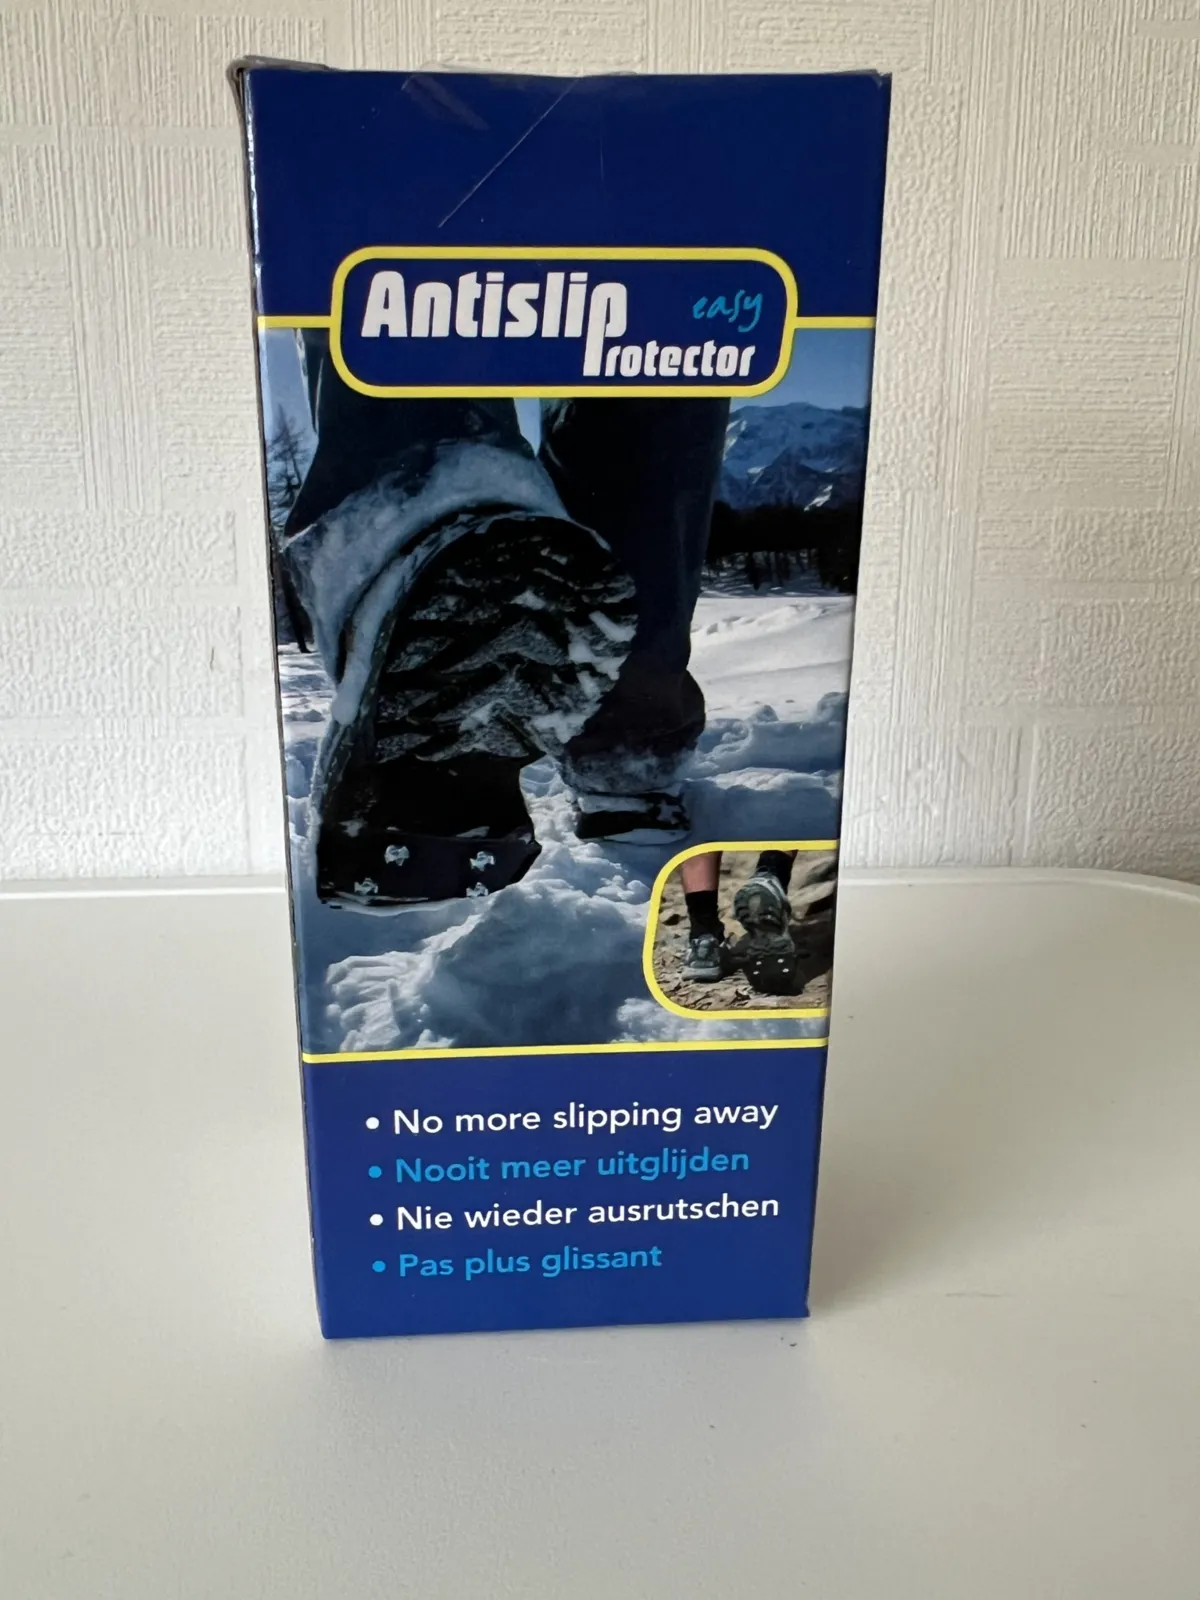 Antislip easy
Protector
• No more slipping away
• Nooit meer uitglijden
• Nie wieder ausrutschen
• Pas plus glissant